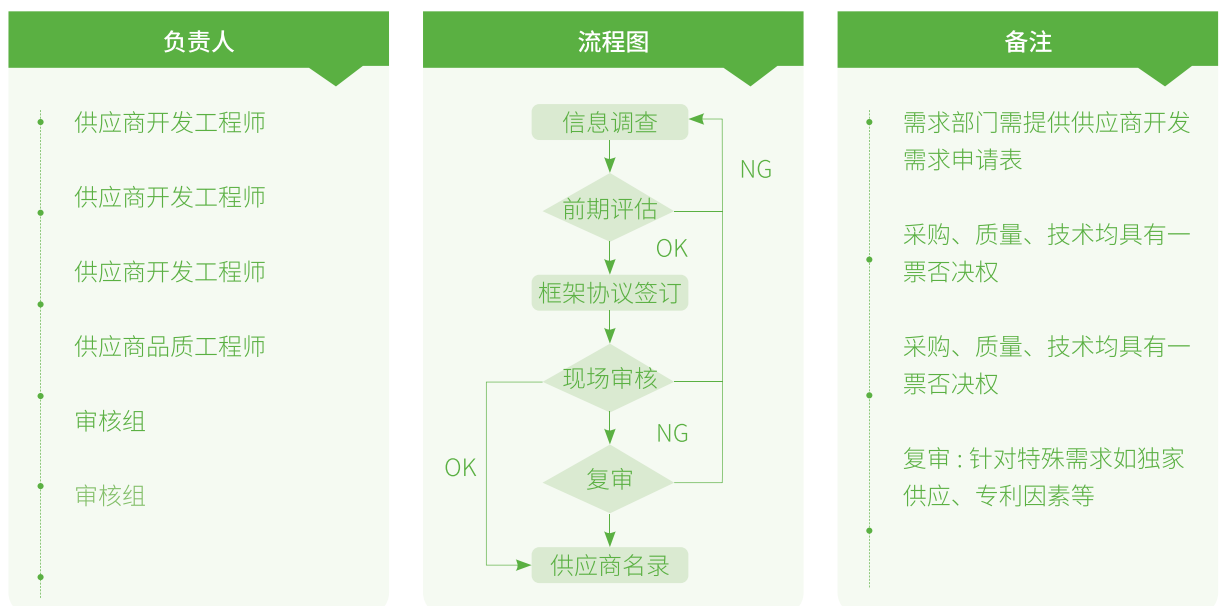 负责人
供应商开发工程师
供应商开发工程师
供应商开发工程师
供应商品质工程师
审核组
审核组
流程图
信息调查
NG
前期评估
OK
框架协议签订
现场审核
NG
OK
复审
供应商名录
备注
需求部门需提供供应商开发
需求申请表
采购、质量、技术均具有一
票否决权
采购、质量、技术均具有一
票否决权
复审 : 针对特殊需求如独家
供应、专利因素等